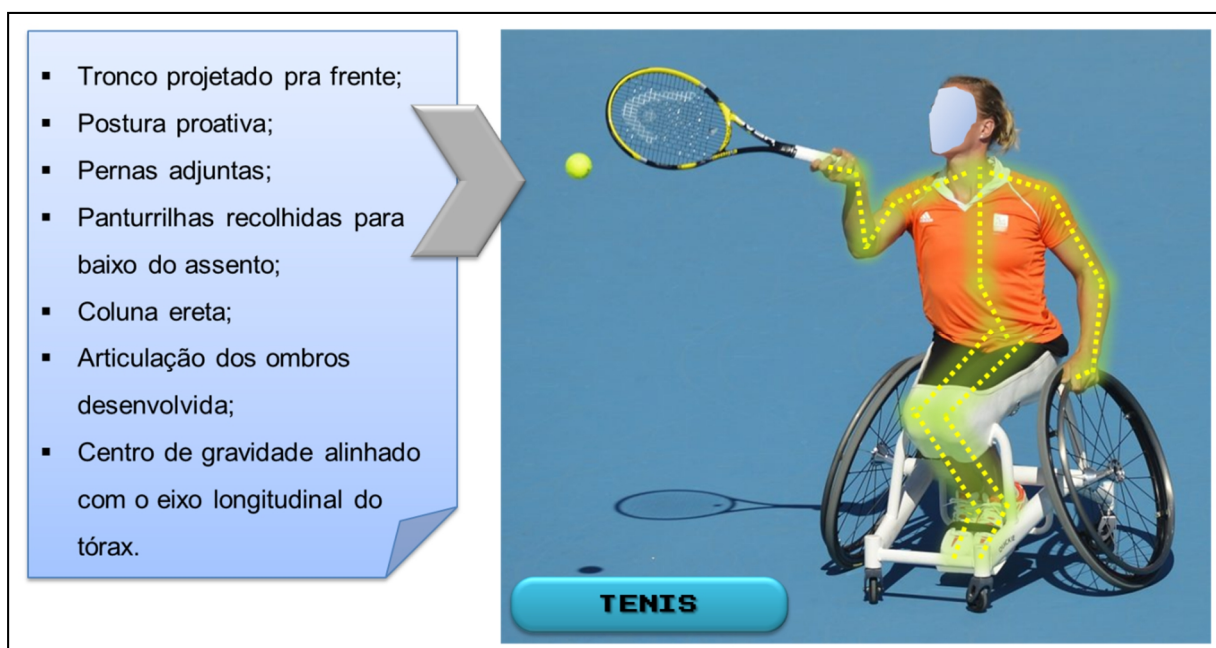 ▪ Tronco projetado pra frente;
▪ Postura proativa;
▪ Pernas adjuntas;
▪ Panturrilhas recolhidas para
baixo do assento;
▪ Coluna ereta;
▪ Articulação dos ombros
desenvolvida;
▪ Centro de gravidade alinhado
com o eixo longitudinal do
tórax.
TENIS